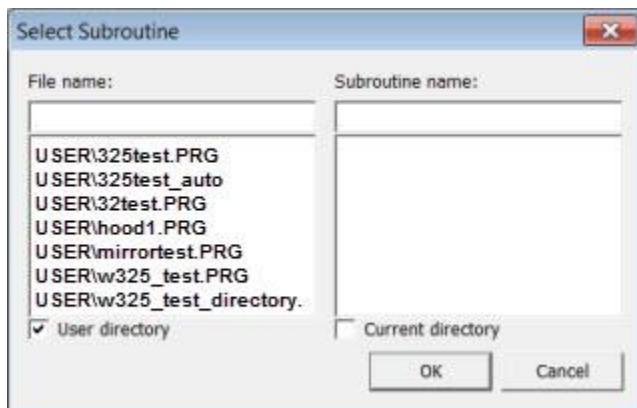 Select Subroutine
File name:
Subroutine name:
USER\325test.PRG
USER\325test_auto
USER\32test.PRG
USER\hood1.PRG
USER\mirrortest.PRG
USER\w325_test.PRG
USER\w325_test_directory.
User directory
Current directory
OK
Cancel